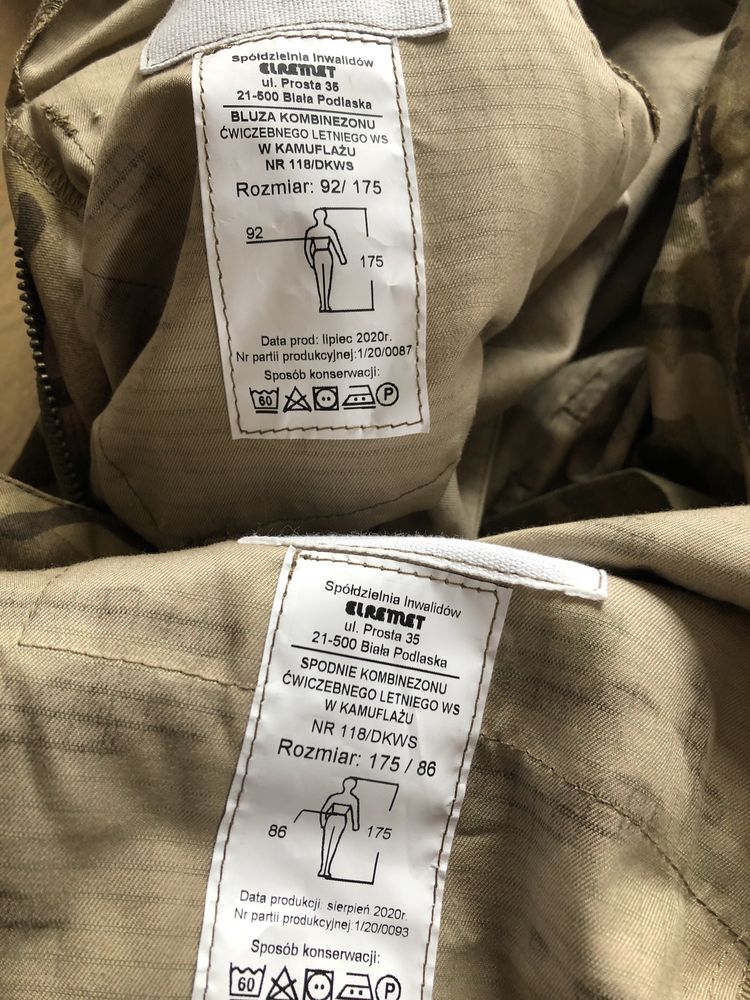 Spółdzielnia Inwalidów
ELREMET
ul. Prosta 35
21-500 Biała Podlaska
BLUZA KOMBINEZONU
ĆWICZEBNEGO LETNIEGO WS
W KAMUFLAŻU
NR 118/DKWS
Rozmiar: 92/ 175
92
175
Data prod: lipiec 2020r.
Nr partii produkcyjnej:1/20/0087
Sposób konserwacji:
60 P
Spółdzielnia Inwalidów
ELREMET
ul. Prosta 35
21-500 Biała Podlaska
SPODNIE KOMBINEZONU
ĆWICZEBNEGO LETNIEGO WS
W KAMUFLAŻU
NR 118/DKWS
Rozmiar: 175 / 86
86
175
Data produkcji sierpień 2020r.
Nr partii produkcyjnej 1/20/0093
Sposób konserwacji:
60 P